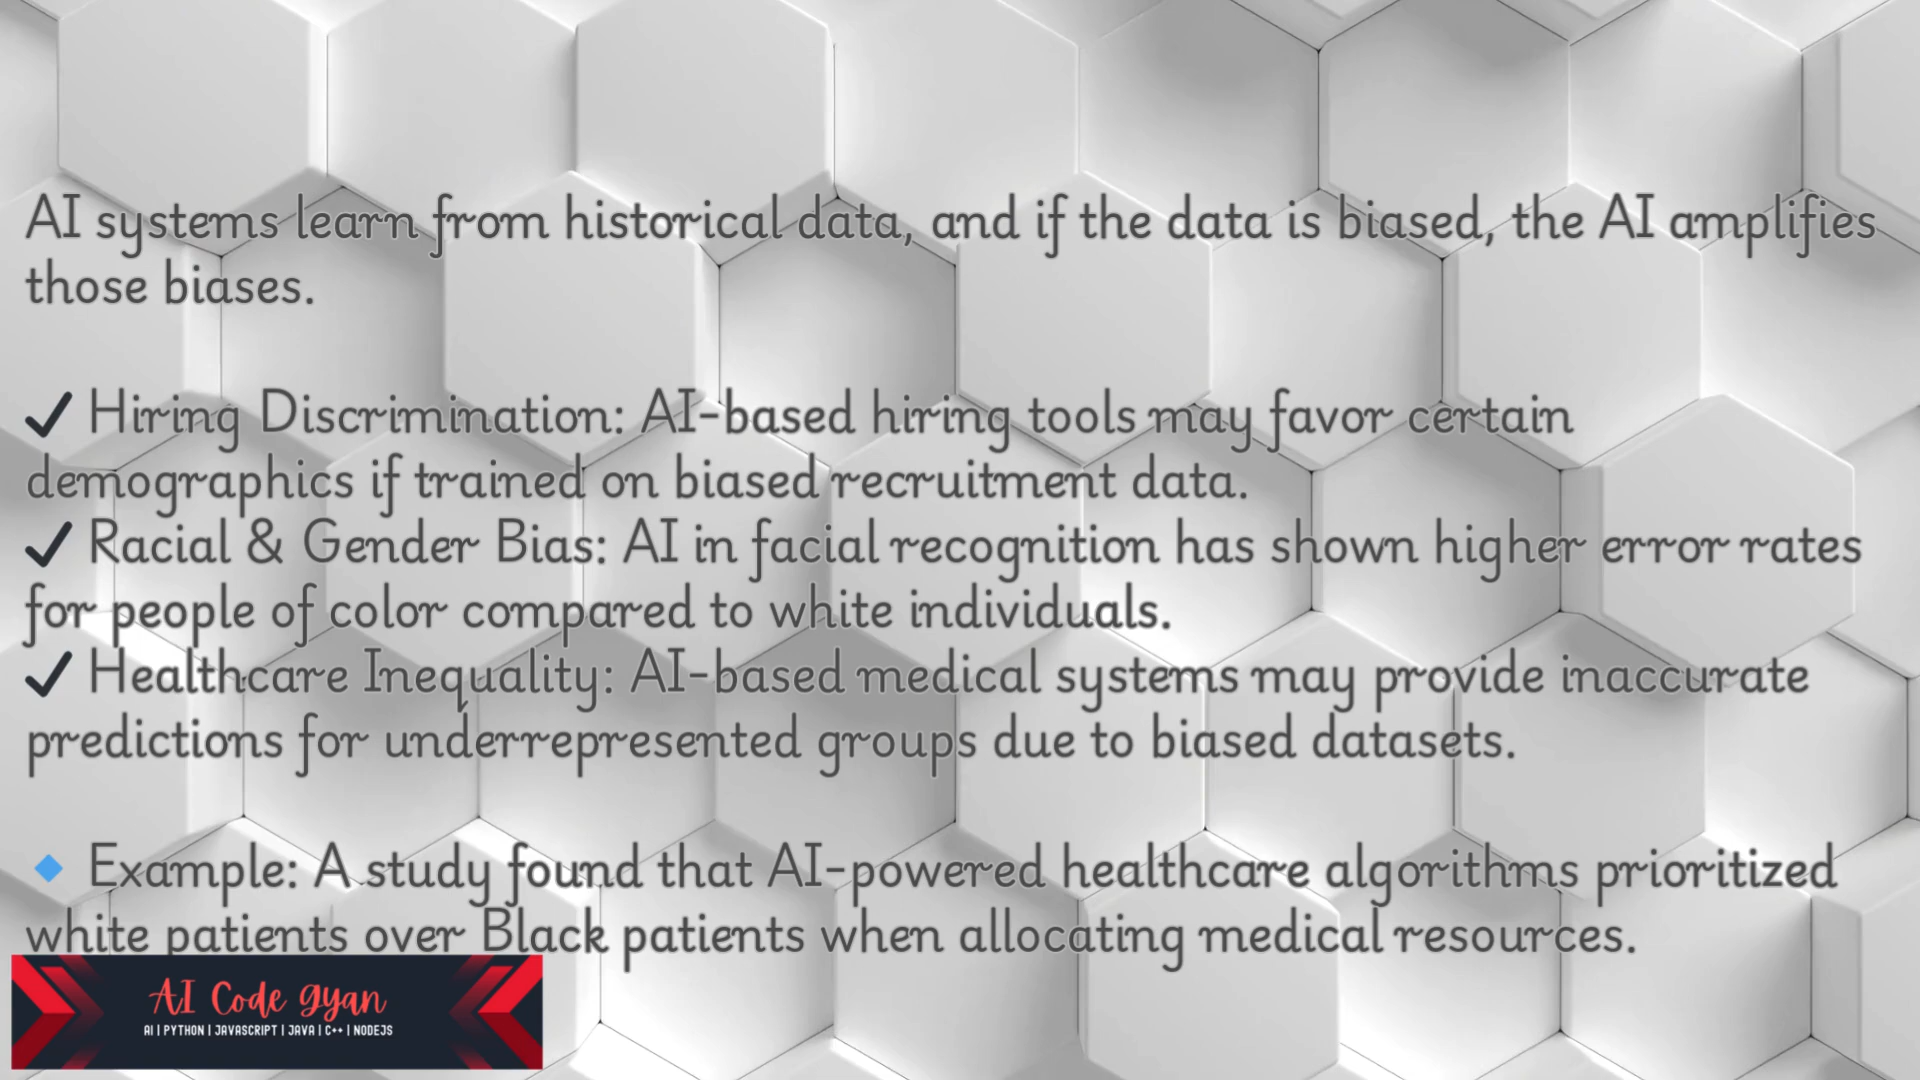 AI systems learn from historical data, and if the data is biased, the AI amplifies
those biases.
✔ Hiring Discrimination: AI-based hiring tools may favor certain
demographics if trained on biased recruitment data.
✔ Racial & Gender Bias: AI in facial recognition has shown higher error rates
for people of color compared to white individuals.
✔ Healthcare Inequality: AI-based medical systems may provide inaccurate
predictions for underrepresented groups due to biased datasets.
🔹 Example: A study found that AI-powered healthcare algorithms prioritized
white patients over Black patients when allocating medical resources.
AI Code Gyan
AI | PYTHON | JAVASCRIPT | JAVA | C++ | NODEJS